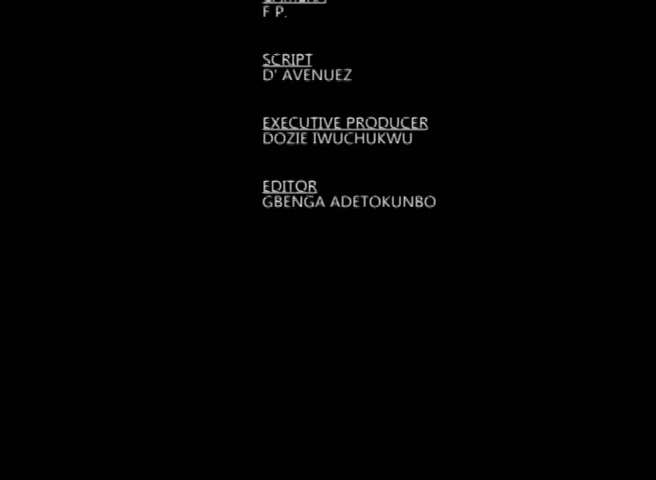 F P.
SCRIPT
D' AVENUEZ
EXECUTIVE PRODUCER
DOZIE IWUCHUKWU
EDITOR
GBENGA ADETOKUNBO